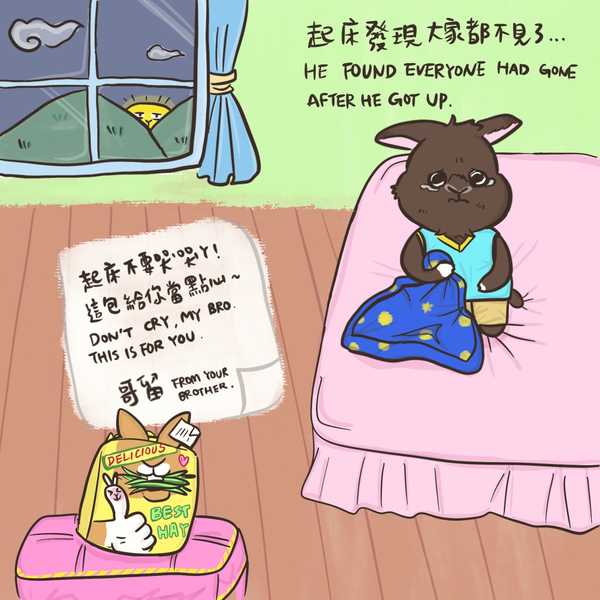 起床發現大家都不見了...
HE FOUND EVERYONE HAD GONE
AFTER HE GOT UP.
起床不要哭哭ㄚ!
這包給你當點心~
DON'T CRY, MY BRO.
THIS IS FOR YOU.
哥留 FROM YOUR
BROTHER.
DELICIOUS
BEST
HAY